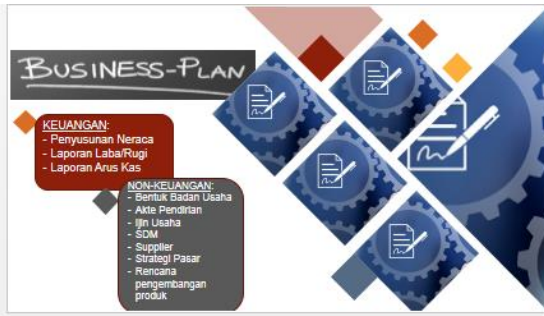 BUSINESS-PLAN
KEUANGAN:
- Penyusunan Neraca
- Laporan Laba/Rugi
- Laporan Arus Kas
NON-KEUANGAN:
- Bentuk Badan Usaha
- Akte Pendirian
- Ijin Usaha
- SDM
- Supplier
- Strategi Pasar
- Rencana
pengembangan
produk